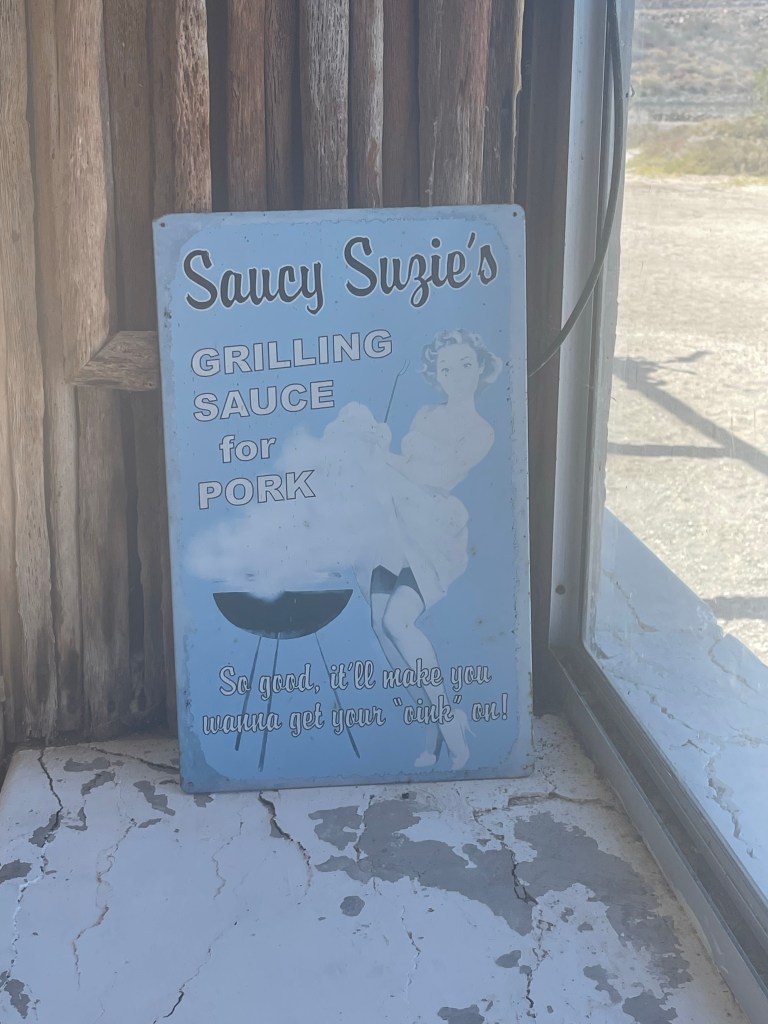 Saucy Suzie's
GRILLING
SAUCE
for
PORK
So good, it'll make you
wanna get your "oink" on!